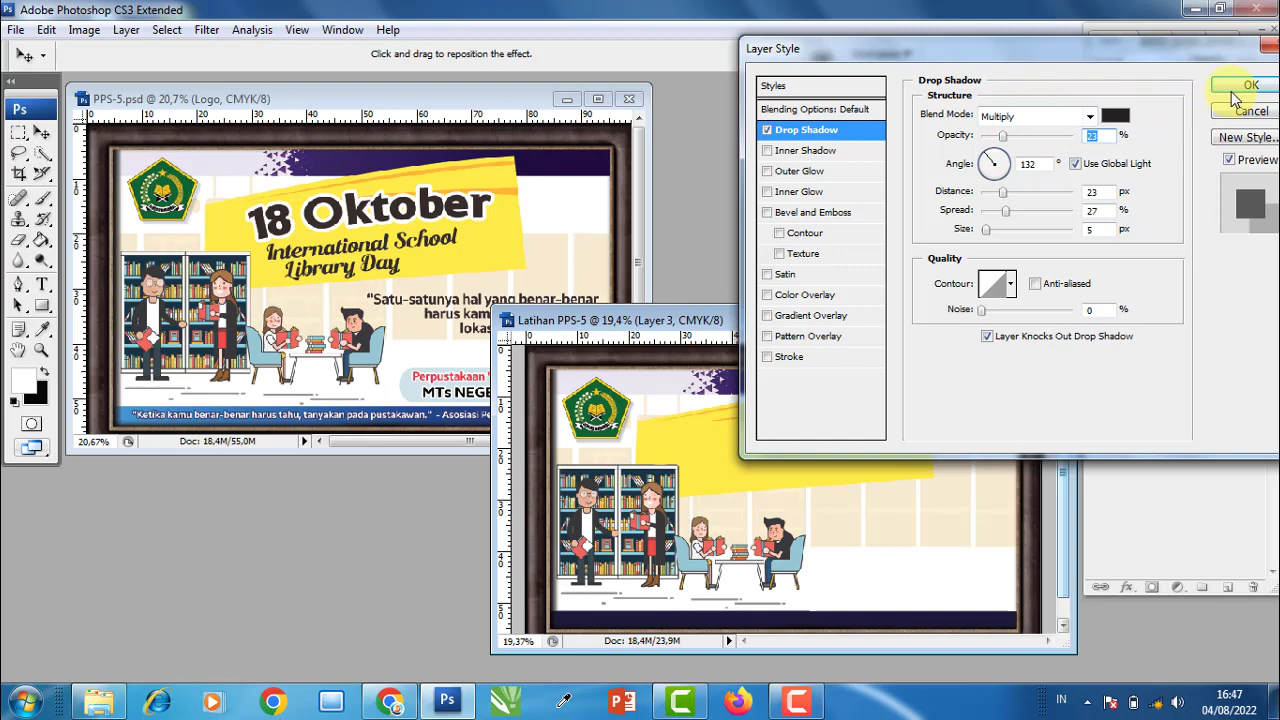 Adobe Photoshop CS3 Extended
File Edit Image Layer Select Filter Analysis View Window Help
Click and drag to reposition the effect.
PPS-5.psd @ 20,7% (Logo, CMYK/8)
18 Oktober
International School
Library Day
"Satu-satunya hal yang benar-benar
harus kam
lokas
Perpustakaan
MTs NEGE
"Ketika kamu benar-benar harus tahu, tanyakan pada pustakawan." - Asosiasi Pe
20,67% Doc: 18,4M/55,0M
Latihan PPS-5 @ 19,4% (Layer 3, CMYK/8)
19,37% Doc: 18,4M/23,9M
Layer Style
Styles
Blending Options: Default
Drop Shadow
Inner Shadow
Outer Glow
Inner Glow
Bevel and Emboss
Contour
Texture
Satin
Color Overlay
Gradient Overlay
Pattern Overlay
Stroke
Drop Shadow
Structure
Blend Mode: Multiply
Opacity: 23 %
Angle: 132 ° Use Global Light
Distance: 23 px
Spread: 27 %
Size: 5 px
Quality
Contour: Anti-aliased
Noise: 0 %
Layer Knocks Out Drop Shadow
OK
Cancel
New Style...
Preview
Ps
IN
16:47
04/08/2022